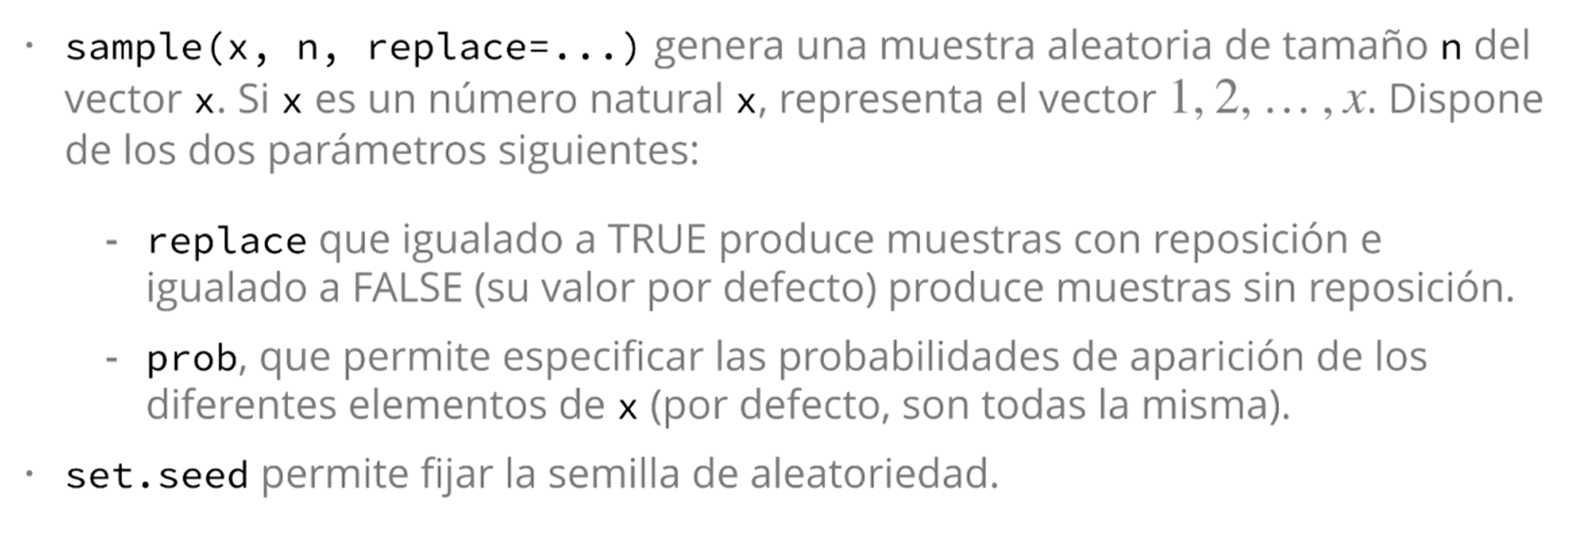 · sample(x, n, replace=...) genera una muestra aleatoria de tamaño n del
vector x. Si x es un número natural x, representa el vector 1, 2, … , x. Dispone
de los dos parámetros siguientes:
- replace que igualado a TRUE produce muestras con reposición e
igualado a FALSE (su valor por defecto) produce muestras sin reposición.
- prob, que permite especificar las probabilidades de aparición de los
diferentes elementos de x (por defecto, son todas la misma).
· set.seed permite fijar la semilla de aleatoriedad.